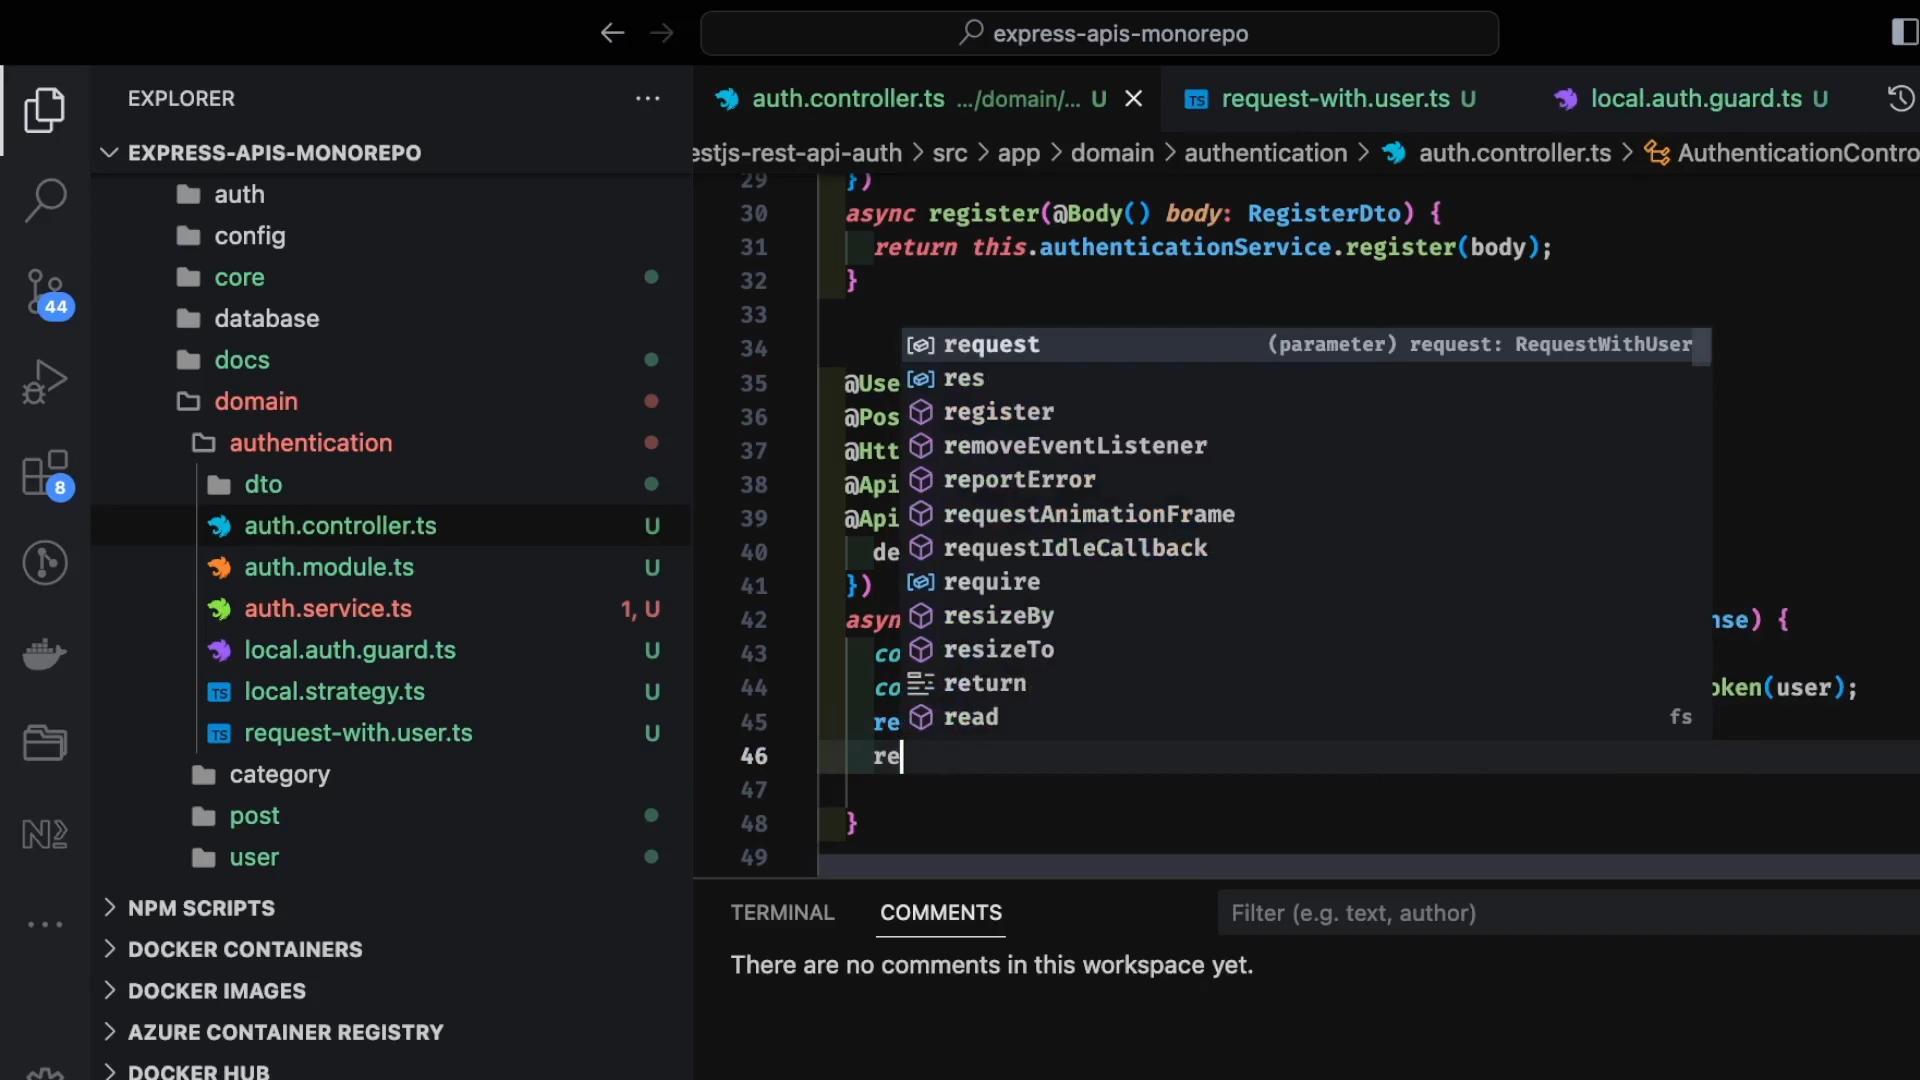 express-apis-monorepo
EXPLORER
EXPRESS-APIS-MONOREPO
auth
config
core
database
docs
domain
authentication
dto
auth.controller.ts U
auth.module.ts U
auth.service.ts 1, U
local.auth.guard.ts U
local.strategy.ts U
request-with.user.ts U
category
post
user
NPM SCRIPTS
DOCKER CONTAINERS
DOCKER IMAGES
AZURE CONTAINER REGISTRY
DOCKER HUB
44
8
auth.controller.ts …/domain/… U
request-with.user.ts U
local.auth.guard.ts U
estjs-rest-api-auth > src > app > domain > authentication > auth.controller.ts > AuthenticationContro
29 })
30 async register(@Body() body: RegisterDto) {
31 return this.authenticationService.register(body);
32 }
33
34
35 @Use
36 @Pos
37 @Htt
38 @Api
39 @Api
40 de
41 })
42 asyn nse) {
43 co
44 co oken(user);
45 re
46 re
47
48 }
49
request (parameter) request: RequestWithUser
res
register
removeEventListener
reportError
requestAnimationFrame
requestIdleCallback
require
resizeBy
resizeTo
return
read fs
TERMINAL
COMMENTS
Filter (e.g. text, author)
There are no comments in this workspace yet.